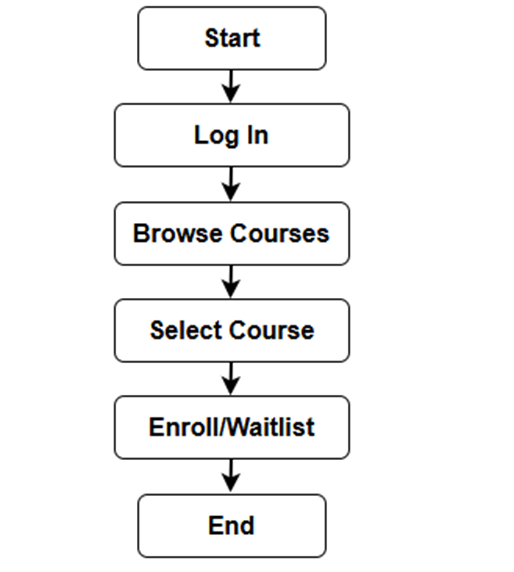 Start
Log In
Browse Courses
Select Course
Enroll/Waitlist
End